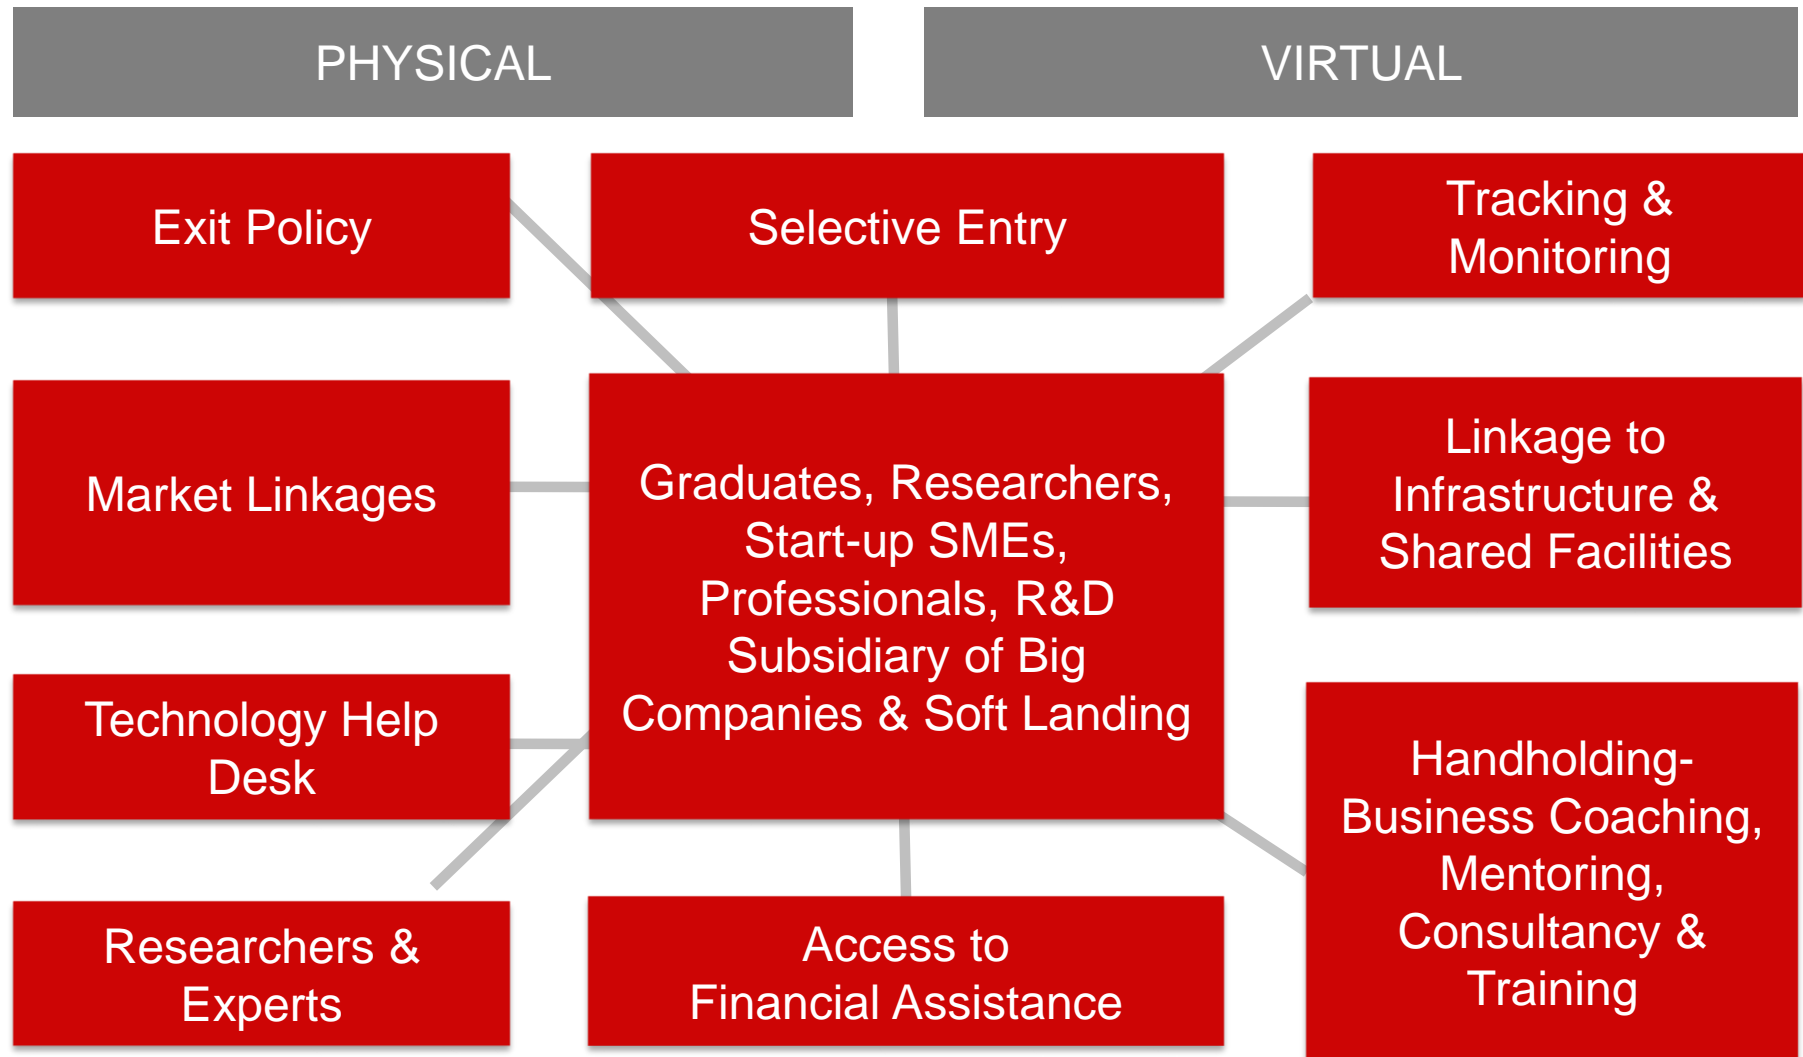 PHYSICAL
VIRTUAL
Exit Policy
Selective Entry
Tracking &
Monitoring
Market Linkages
Graduates, Researchers,
Start-up SMEs,
Professionals, R&D
Subsidiary of Big
Companies & Soft Landing
Linkage to
Infrastructure &
Shared Facilities
Technology Help
Desk
Handholding-
Business Coaching,
Mentoring,
Consultancy &
Training
Researchers &
Experts
Access to
Financial Assistance